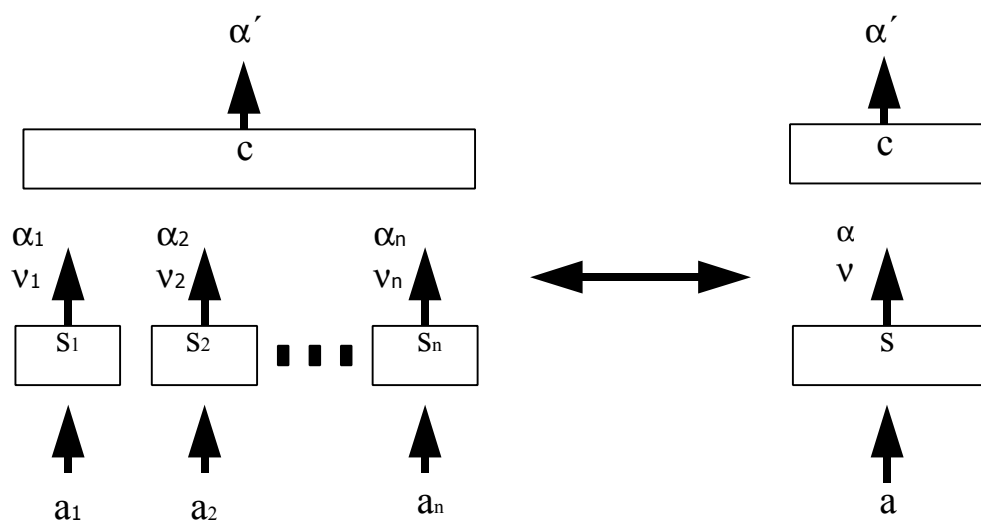 α´ α´
c c
α₁ α₂ αₙ α
ν₁ ν₂ νₙ ν
s₁ s₂ sₙ s
a₁ a₂ aₙ a